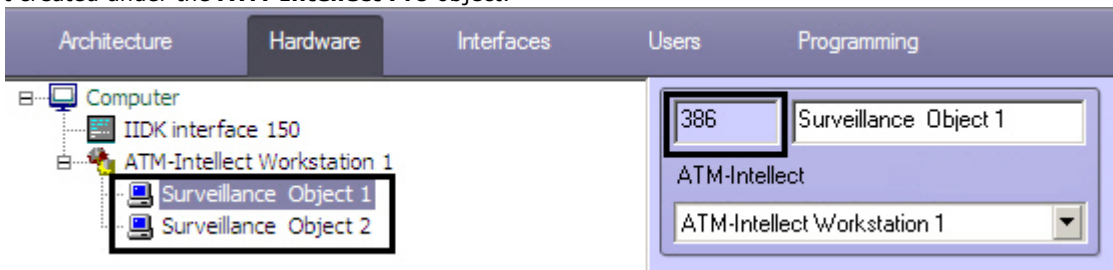 Architecture Hardware Interfaces Users Programming
Computer
IIDK interface 150
ATM-Intellect Workstation 1
Surveillance Object 1
Surveillance Object 2
386 Surveillance Object 1
ATM-Intellect
ATM-Intellect Workstation 1